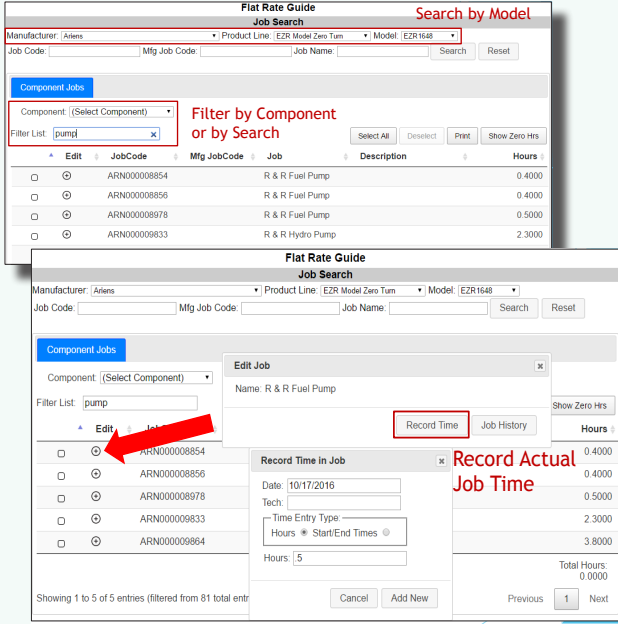 Flat Rate Guide
Search by Model
Job Search
Manufacturer: Ariens Product Line: EZR Model Zero Turn Model: EZR1648
Job Code: Mfg Job Code: Job Name: Search Reset
Component Jobs
Component: (Select Component)
Filter by Component
or by Search
Filter List: pump x Select All Deselect Print Show Zero Hrs
Edit JobCode Mfg JobCode Job Description Hours
ARN000008854 R & R Fuel Pump 0.4000
ARN000008856 R & R Fuel Pump 0.4000
ARN000008978 R & R Fuel Pump 0.5000
ARN000009833 R & R Hydro Pump 2.3000
Flat Rate Guide
Job Search
Manufacturer: Ariens Product Line: EZR Model Zero Turn Model: EZR1648
Job Code: Mfg Job Code: Job Name: Search Reset
Component Jobs
Component: (Select Component)
Filter List: pump Show Zero Hrs
Edit Hours
ARN000008854 0.4000
ARN000008856 0.4000
ARN000008978 0.5000
ARN000009833 2.3000
ARN000009864 3.8000
Total Hours:
0.0000
Showing 1 to 5 of 5 entries (filtered from 81 total entr Previous 1 Next
Edit Job x
Name: R & R Fuel Pump
Record Time Job History
Record Actual
Job Time
Record Time in Job x
Date: 10/17/2016
Tech:
Time Entry Type:
Hours Start/End Times
Hours: .5
Cancel Add New